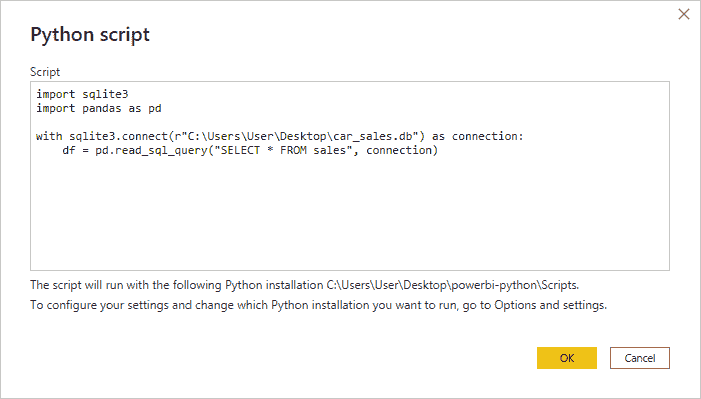 Python script
Script
import sqlite3
import pandas as pd
with sqlite3.connect(r"C:\Users\User\Desktop\car_sales.db") as connection:
    df = pd.read_sql_query("SELECT * FROM sales", connection)
The script will run with the following Python installation C:\Users\User\Desktop\powerbi-python\Scripts.
To configure your settings and change which Python installation you want to run, go to Options and settings.
OK
Cancel